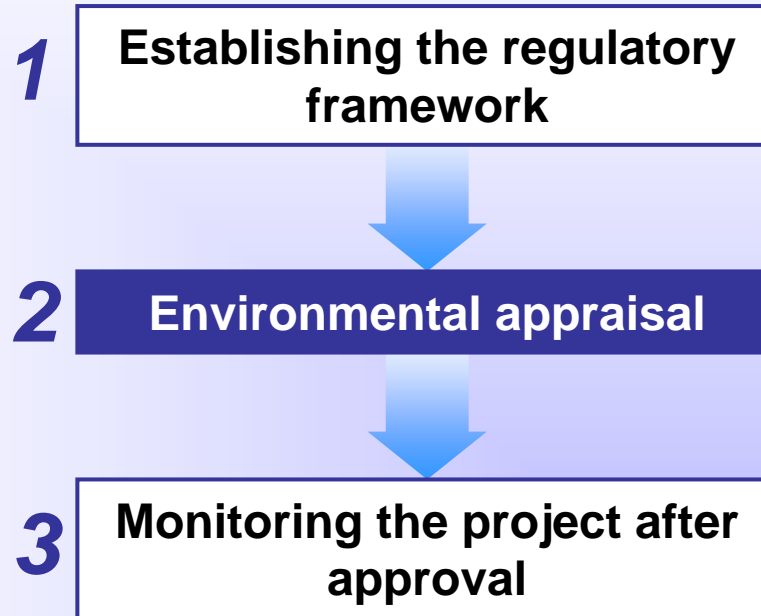 1
Establishing the regulatory
framework
2
Environmental appraisal
3
Monitoring the project after
approval